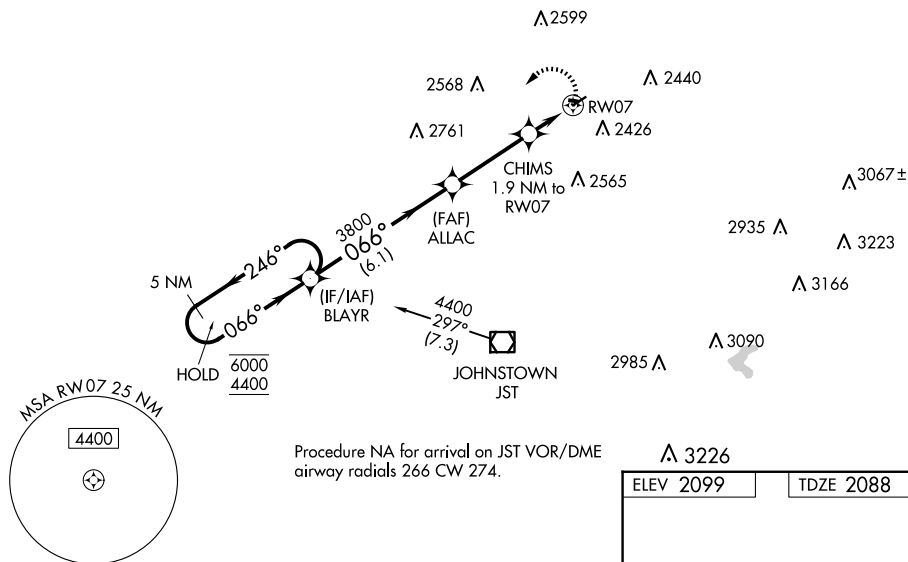 2599
2568
2440
RW07
2761
2426
CHIMS
1.9 NM to
RW07
2565
3067±
(FAF)
ALLAC
3800
066°
(6.1)
2935
3223
246°
5 NM
066°
(IF/IAF)
BLAYR
3166
4400
297°
(7.3)
HOLD
6000
4400
JOHNSTOWN
JST
3090
2985
MSA RW07 25 NM
4400
Procedure NA for arrival on JST VOR/DME
airway radials 266 CW 274.
3226
ELEV 2099
TDZE 2088